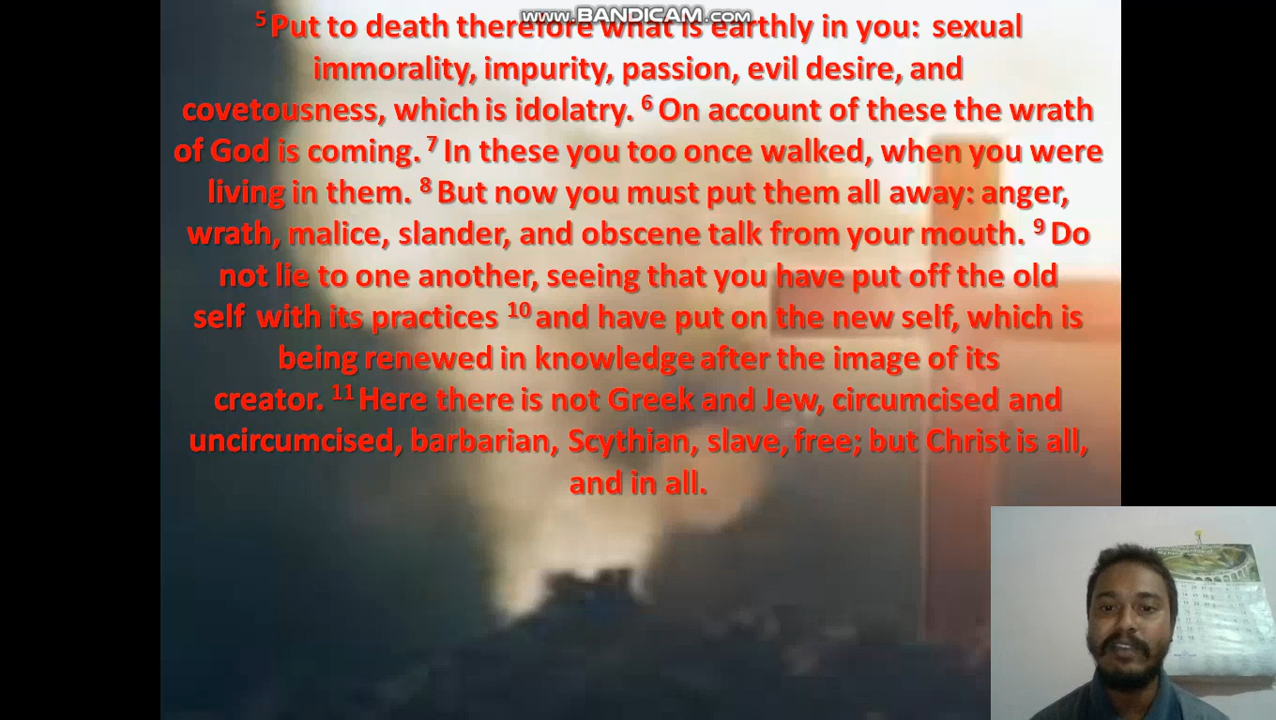 www.BANDICAM.com
5 Put to death therefore what is earthly in you: sexual
immorality, impurity, passion, evil desire, and
covetousness, which is idolatry. 6 On account of these the wrath
of God is coming. 7 In these you too once walked, when you were
living in them. 8 But now you must put them all away: anger,
wrath, malice, slander, and obscene talk from your mouth. 9 Do
not lie to one another, seeing that you have put off the old
self with its practices 10 and have put on the new self, which is
being renewed in knowledge after the image of its
creator. 11 Here there is not Greek and Jew, circumcised and
uncircumcised, barbarian, Scythian, slave, free; but Christ is all,
and in all.